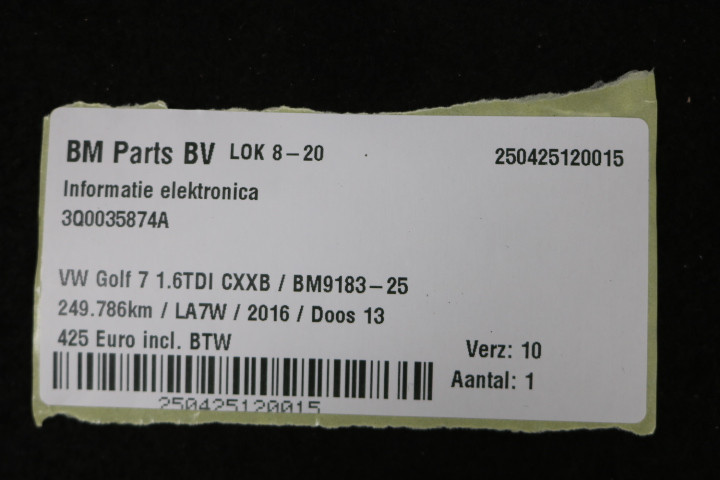 BM Parts BV LOK 8-20 250425120015
Informatie elektronica
3Q0035874A
VW Golf 7 1.6TDI CXXB / BM9183-25
249.786km / LA7W / 2016 / Doos 13
425 Euro incl. BTW
Verz: 10
Aantal: 1
250425120015